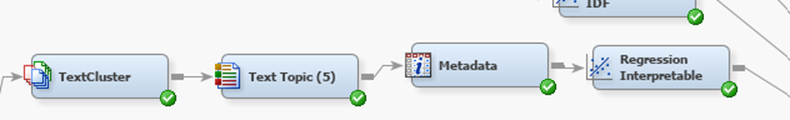 IDF
TextCluster
Text Topic (5)
Metadata
Regression
Interpretable